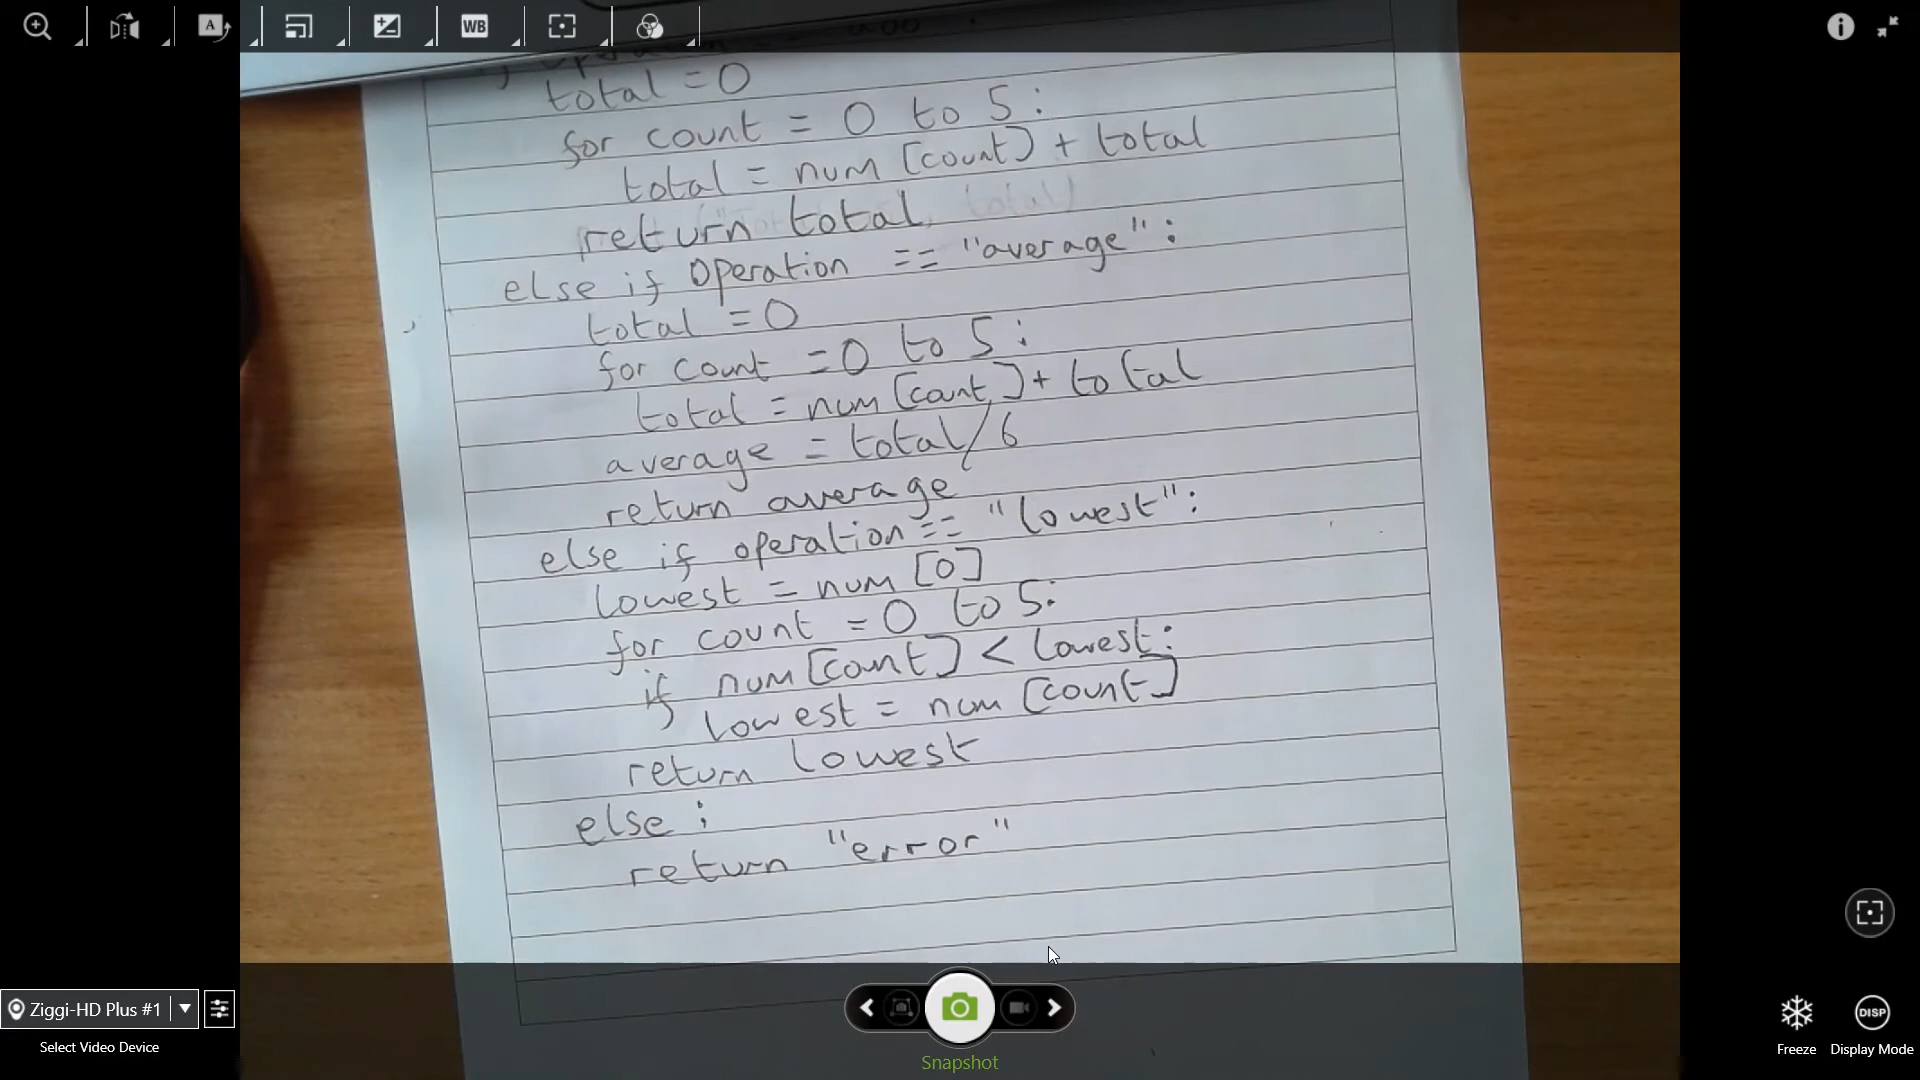 WB
total = 0
for count = 0 to 5:
total = num [count] + total
return total
else if operation == "average":
total = 0
for count = 0 to 5:
total = num [count] + total
average = total/6
return average
else if operation == "lowest":
lowest = num [0]
for count = 0 to 5:
if num [count] < lowest:
lowest = num [count]
return lowest
else:
return "error"
Ziggi-HD Plus #1
Select Video Device
Snapshot
Freeze
DISP
Display Mode